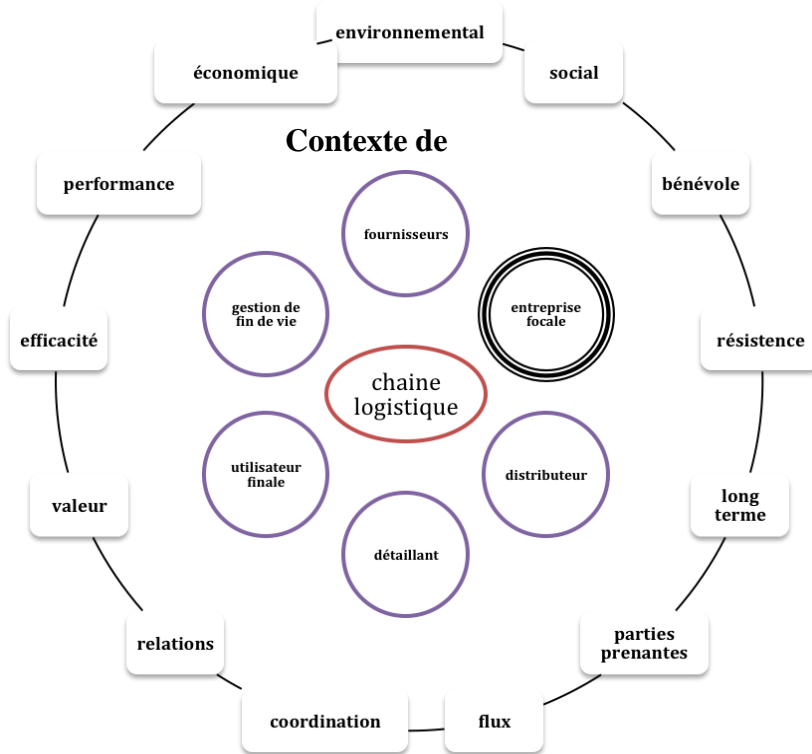 environnemental
économique
social
Contexte de
performance
bénévole
fournisseurs
gestion de
fin de vie
entreprise
focale
efficacité
résistence
chaine
logistique
utilisateur
finale
distributeur
valeur
long
terme
détaillant
relations
parties
prenantes
coordination
flux